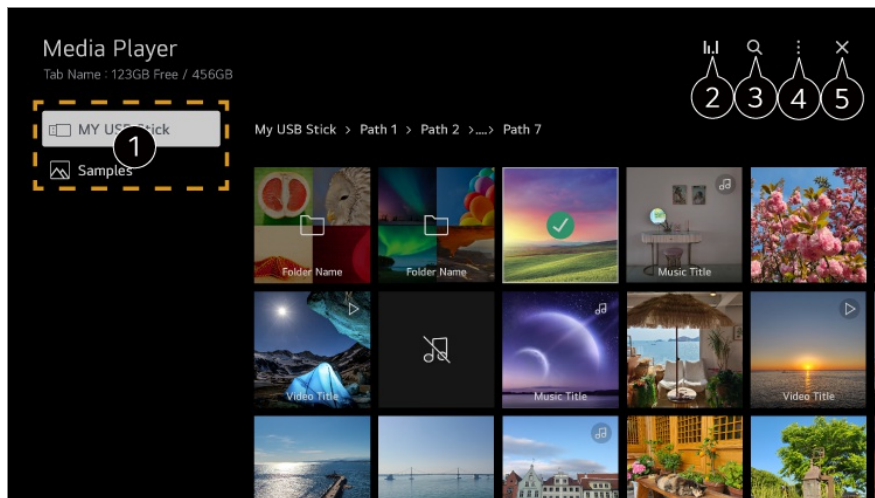 Media Player
Tab Name : 123GB Free / 456GB
2
3
4
5
MY USB Stick
1
Samples
My USB Stick > Path 1 > Path 2 >....> Path 7
Folder Name
Folder Name
Music Title
Video Title
Music Title
Video Title